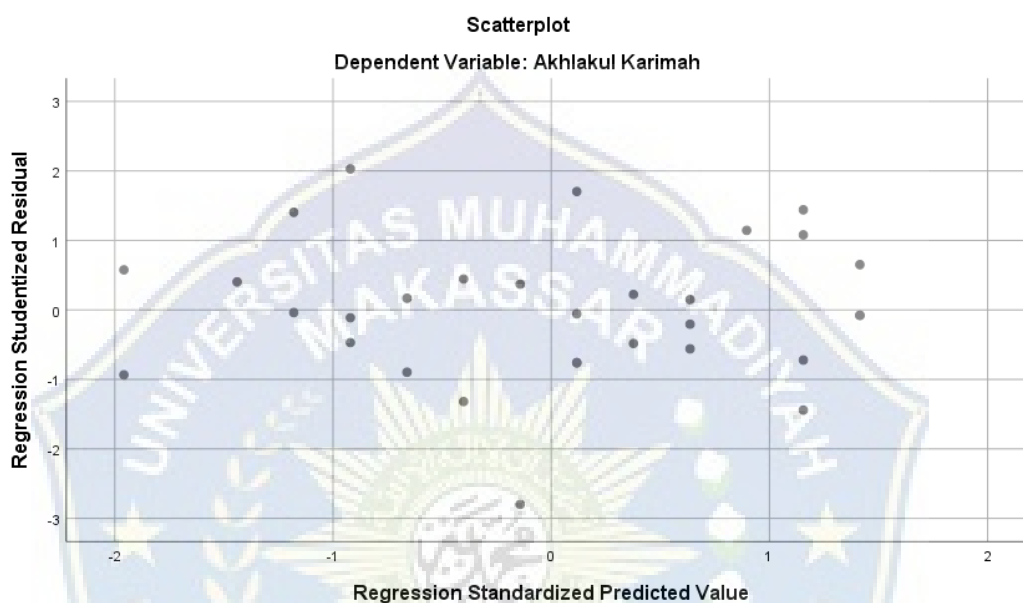 Scatterplot
Dependent Variable: Akhlakul Karimah
3
2
1
0
-1
-2
-3
Regression Studentized Residual
-2 -1 0 1 2
Regression Standardized Predicted Value
UNIVERSITAS MUHAMMADIYAH
MAKASSAR